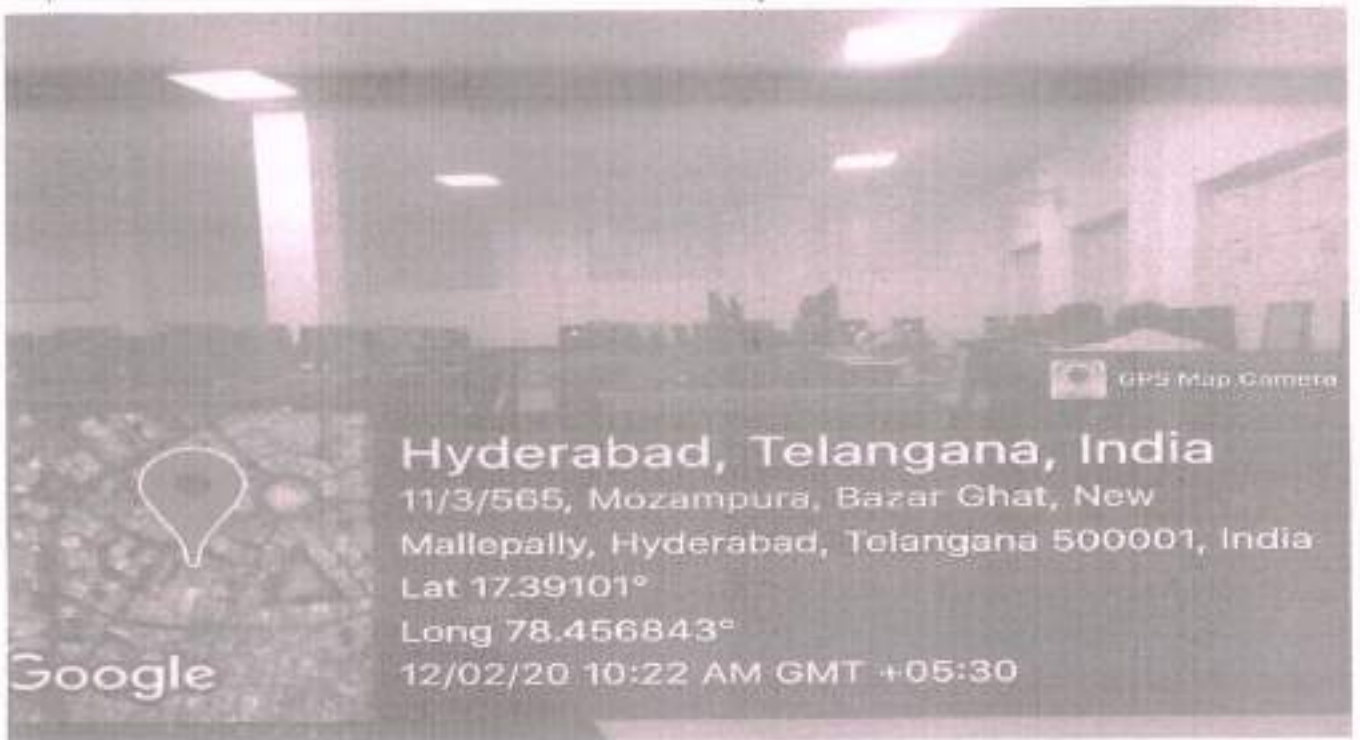 GPS Map Camera
Hyderabad, Telangana, India
11/3/565, Mozampura, Bazar Ghat, New
Mallepally, Hyderabad, Telangana 500001, India
Lat 17.39101°
Long 78.456843°
12/02/20 10:22 AM GMT +05:30
Google